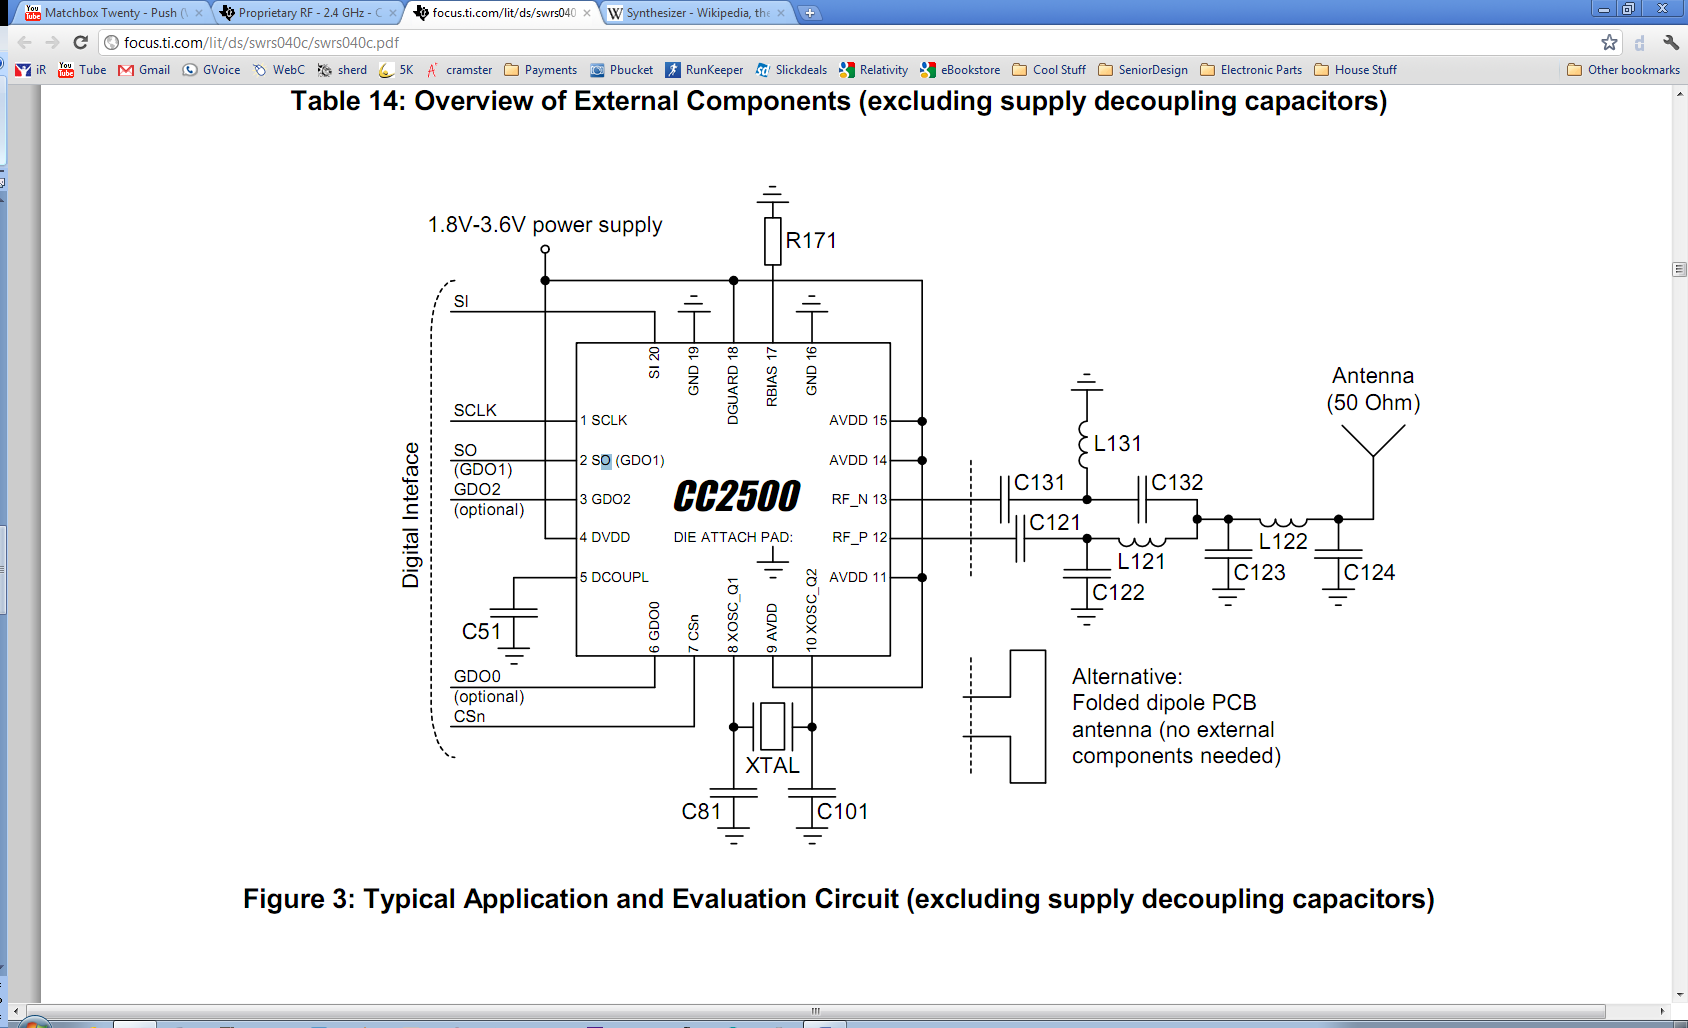 Matchbox Twenty - Push (
Proprietary RF - 2.4 GHz - C
focus.ti.com/lit/ds/swrs040
Synthesizer - Wikipedia, the
focus.ti.com/lit/ds/swrs040c/swrs040c.pdf
iR
Tube
Gmail
GVoice
WebC
sherd
5K
cramster
Payments
Pbucket
RunKeeper
Slickdeals
Relativity
eBookstore
Cool Stuff
SeniorDesign
Electronic Parts
House Stuff
Other bookmarks
Table 14: Overview of External Components (excluding supply decoupling capacitors)
1.8V-3.6V power supply
R171
SI
SI 20
GND 19
DGUARD 18
RBIAS 17
GND 16
Antenna
(50 Ohm)
Digital Inteface
SCLK
1 SCLK
AVDD 15
L131
SO
(GDO1)
2 SO (GDO1)
AVDD 14
GDO2
(optional)
3 GDO2
CC2500
RF_N 13
C131
C132
C121
4 DVDD
DIE ATTACH PAD:
RF_P 12
L121
L122
5 DCOUPL
AVDD 11
C122
C123
C124
C51
6 GDO0
7 CSn
8 XOSC_Q1
9 AVDD
10 XOSC_Q2
GDO0
(optional)
CSn
XTAL
C81
C101
Alternative:
Folded dipole PCB
antenna (no external
components needed)
Figure 3: Typical Application and Evaluation Circuit (excluding supply decoupling capacitors)